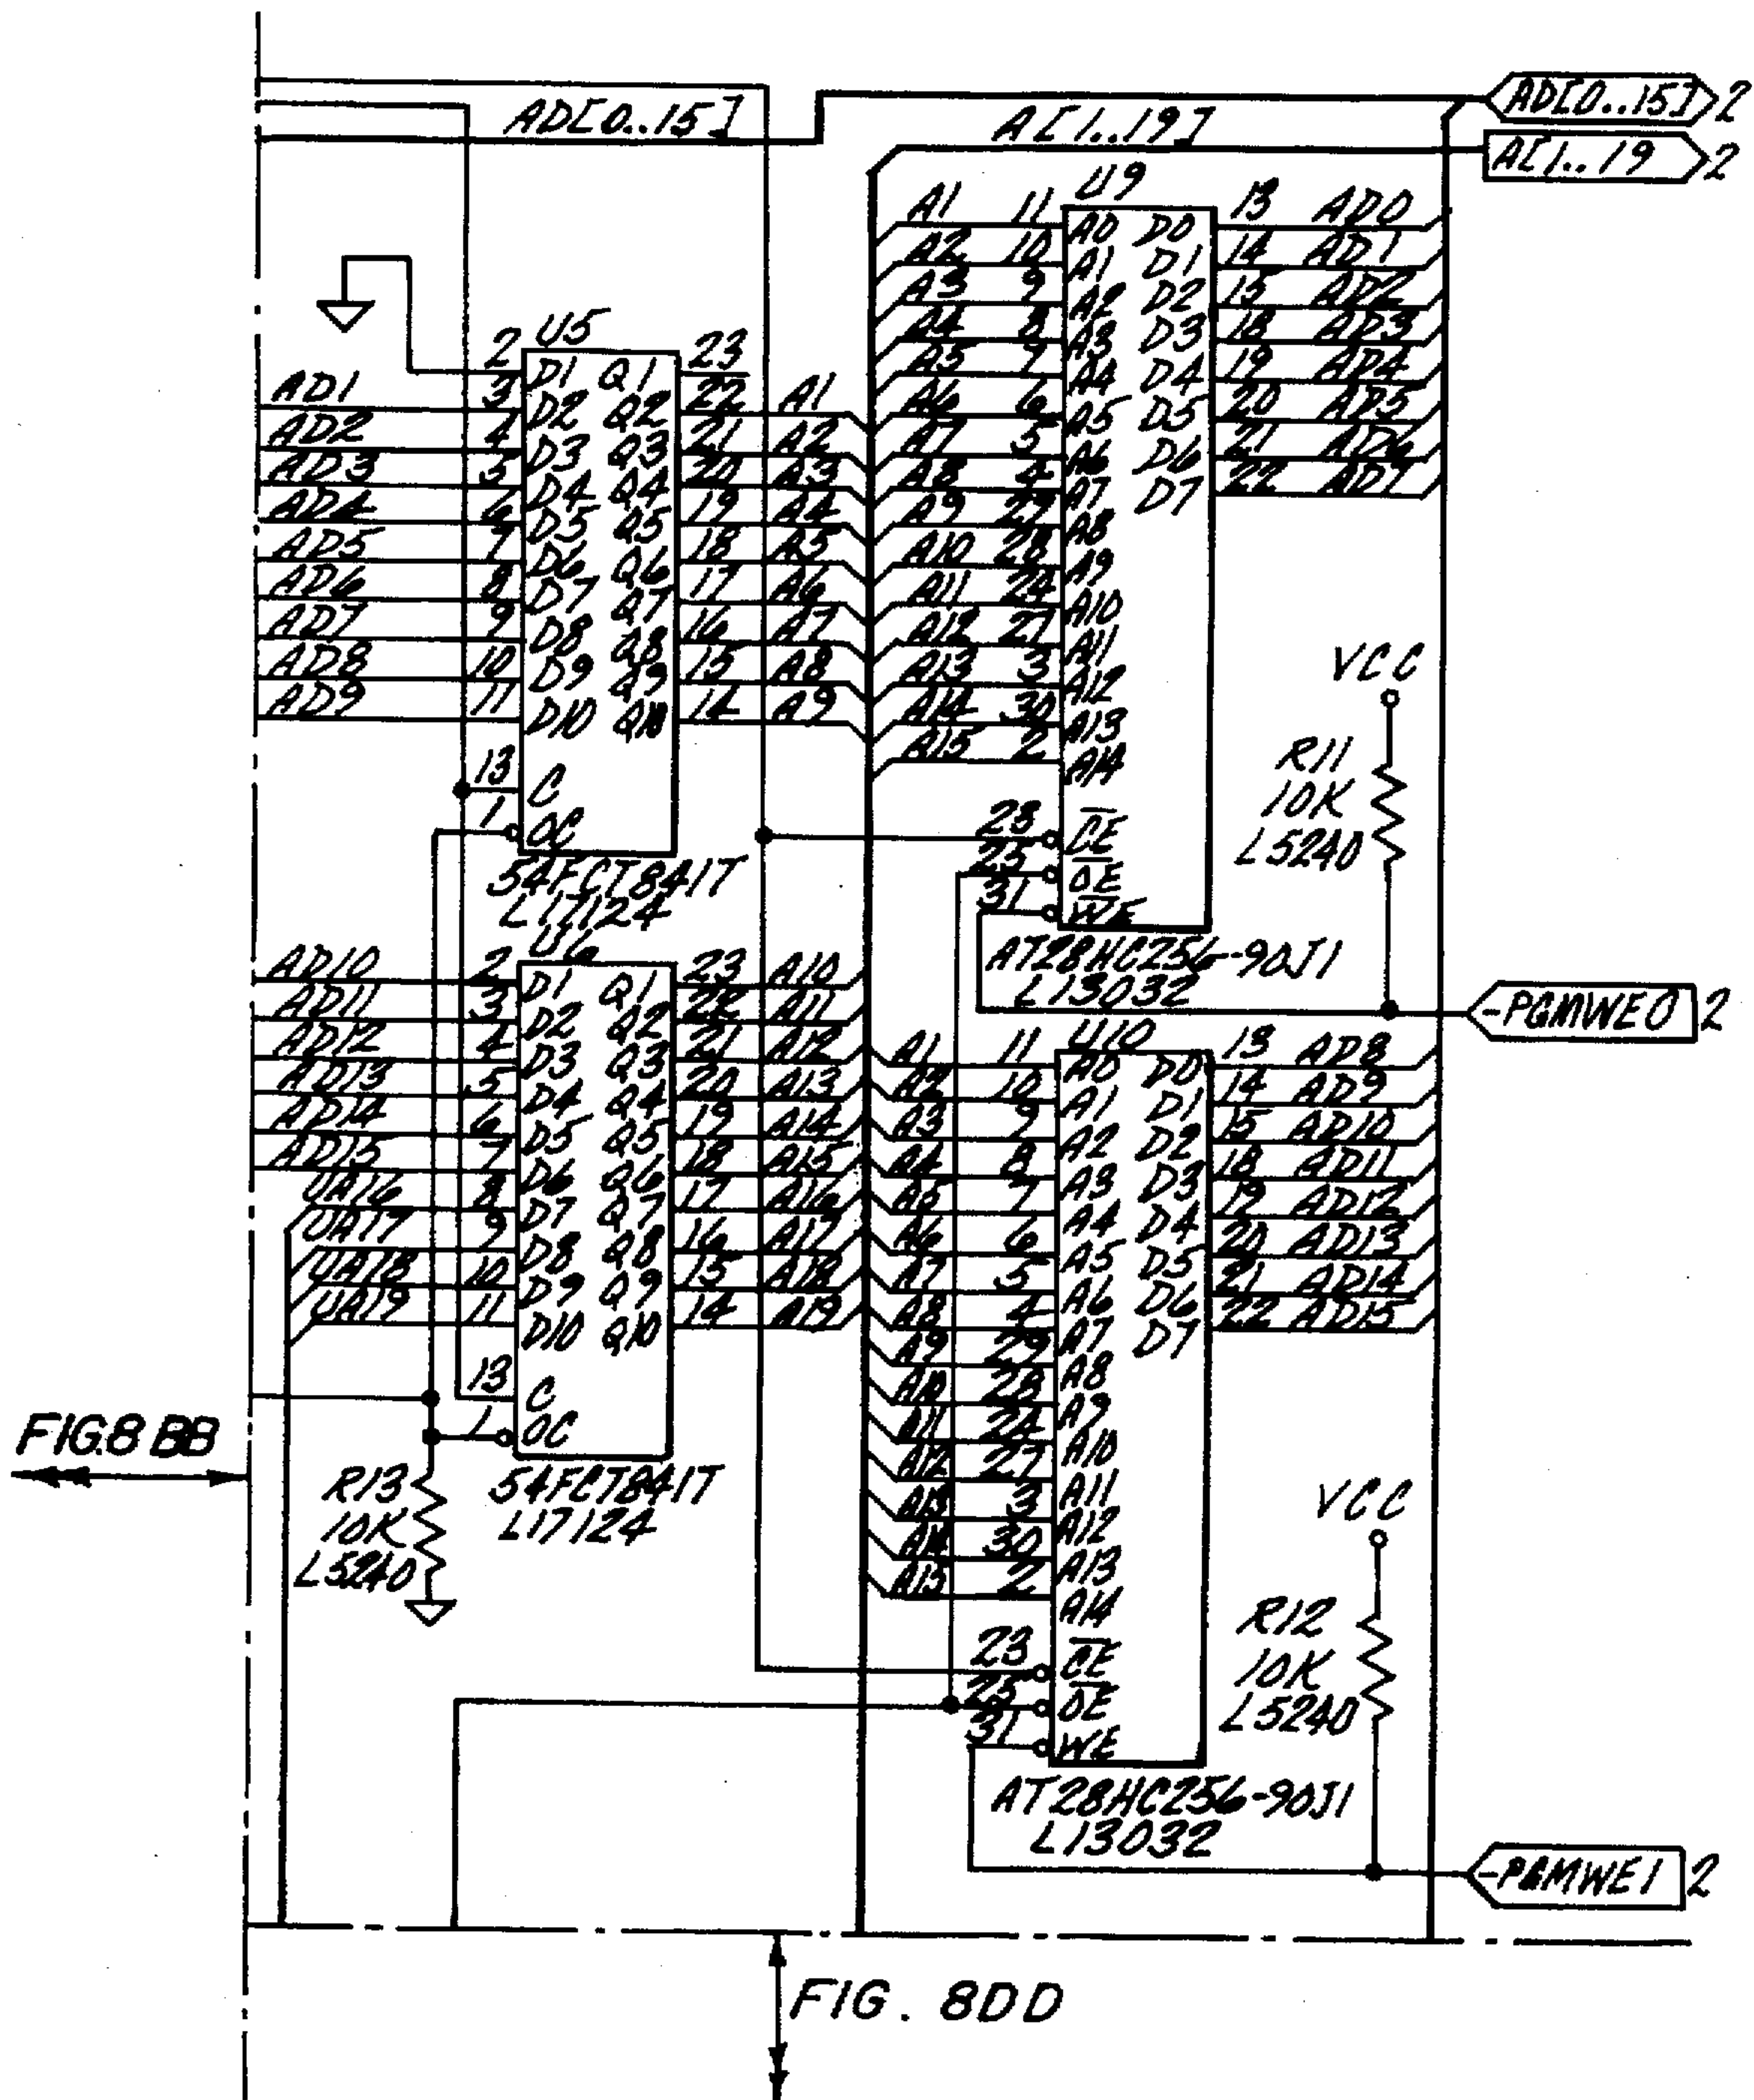 AD[0..15]
A[1..19]
AD[0..15] 2
A[1..19 2
U5
2 D1 Q1 23
AD1 3 D2 Q2 22 A1
AD2 4 D3 Q3 21 A2
AD3 5 D4 Q4 20 A3
AD4 6 D5 Q5 19 A4
AD5 7 D6 Q6 18 A5
AD6 8 D7 Q7 17 A6
AD7 9 D8 Q8 16 A7
AD8 10 D9 Q9 15 A8
AD9 11 D10 Q10 14 A9
13 C
1 OC
54FCT841T
L17124
U9
A1 11 A0 D0 13 AD0
A2 10 A1 D1 14 AD1
A3 9 A2 D2 15 AD2
A4 8 A3 D3 18 AD3
A5 7 A4 D4 19 AD4
A6 6 A5 D5 20 AD5
A7 5 A6 D6 21 AD6
A8 4 A7 D7 22 AD7
A9 29 A8
A10 28 A9
A11 24 A10
A12 27 A11
A13 3 A12
A14 30 A13
A15 2 A14
23 CE
25 OE
31 WE
AT28HC256-90JI
L13032
VCC
R11
10K
L5240
-PGMWE0 2
U6
AD10 2 D1 Q1 23 A10
AD11 3 D2 Q2 22 A11
AD12 4 D3 Q3 21 A12
AD13 5 D4 Q4 20 A13
AD14 6 D5 Q5 19 A14
AD15 7 D6 Q6 18 A15
UA16 8 D7 Q7 17 A16
UA17 9 D8 Q8 16 A17
UA18 10 D9 Q9 15 A18
UA19 11 D10 Q10 14 A19
13 C
1 OC
54FCT841T
L17124
R13
10K
L5240
FIG.8 BB
U10
A1 11 A0 D0 13 AD8
A2 10 A1 D1 14 AD9
A3 9 A2 D2 15 AD10
A4 8 A3 D3 18 AD11
A5 7 A4 D4 19 AD12
A6 6 A5 D5 20 AD13
A7 5 A6 D6 21 AD14
A8 4 A7 D7 22 AD15
A9 29 A8
A10 28 A9
A11 24 A10
A12 27 A11
A13 3 A12
A14 30 A13
A15 2 A14
23 CE
25 OE
31 WE
AT28HC256-90JI
L13032
VCC
R12
10K
L5240
-PGMWE1 2
FIG. 8DD